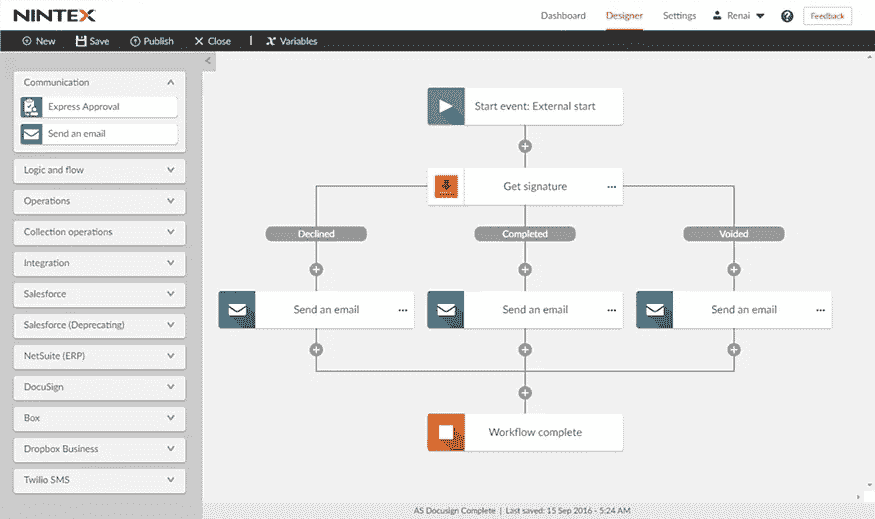 NINTEX
Dashboard Designer Settings Renai Feedback
New Save Publish Close Variables
Communication
Express Approval
Send an email
Logic and flow
Operations
Collection operations
Integration
Salesforce
Salesforce (Deprecating)
NetSuite (ERP)
DocuSign
Box
Dropbox Business
Twilio SMS
Start event: External start
Get signature
Declined Completed Voided
Send an email Send an email Send an email
Workflow complete
AS Docusign Complete | Last saved: 15 Sep 2016 - 5:24 AM